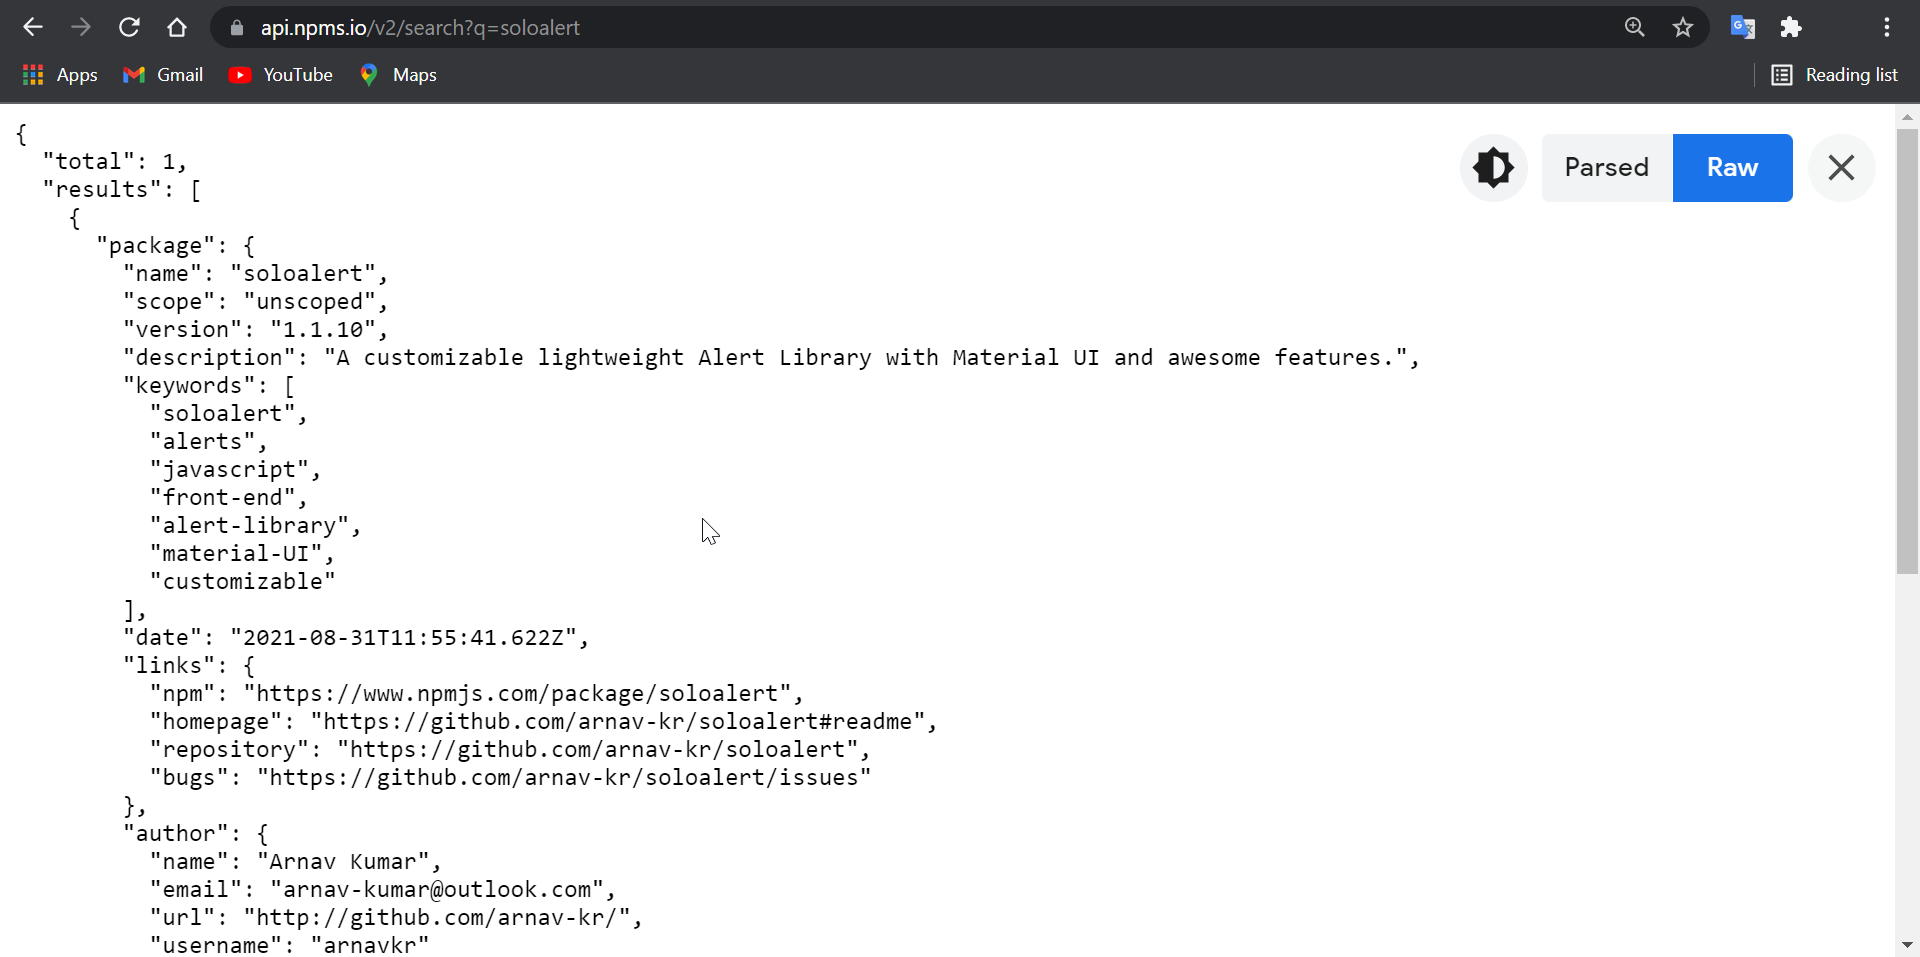 api.npms.io/v2/search?q=soloalert
Apps Gmail YouTube Maps Reading list
{
"total": 1,
"results": [
{
"package": {
"name": "soloalert",
"scope": "unscoped",
"version": "1.1.10",
"description": "A customizable lightweight Alert Library with Material UI and awesome features.",
"keywords": [
"soloalert",
"alerts",
"javascript",
"front-end",
"alert-library",
"material-UI",
"customizable"
],
"date": "2021-08-31T11:55:41.622Z",
"links": {
"npm": "https://www.npmjs.com/package/soloalert",
"homepage": "https://github.com/arnav-kr/soloalert#readme",
"repository": "https://github.com/arnav-kr/soloalert",
"bugs": "https://github.com/arnav-kr/soloalert/issues"
},
"author": {
"name": "Arnav Kumar",
"email": "arnav-kumar@outlook.com",
"url": "http://github.com/arnav-kr/",
"username": "arnavkr"
Parsed Raw